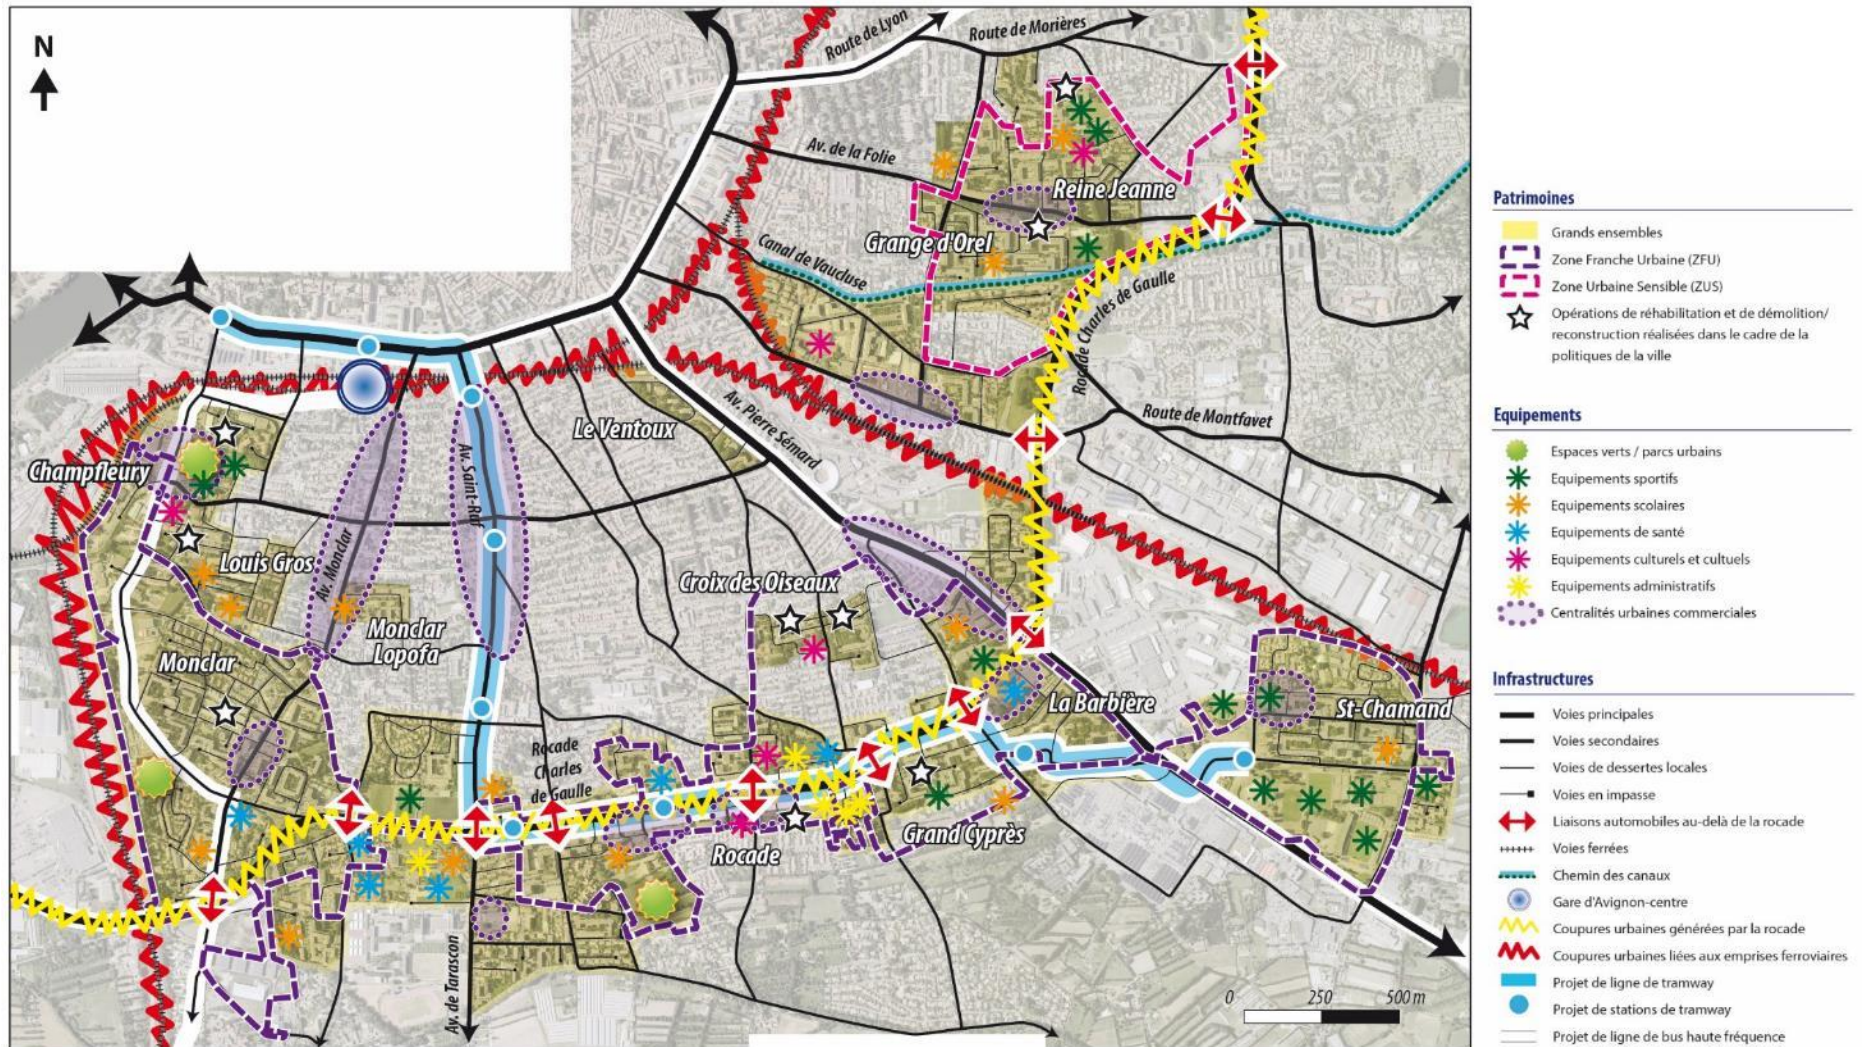 N
Route de Lyon
Route de Morières
Av. de la Folie
Reine Jeanne
Grange d'Orel
Canal de Vaucluse
Rocade Charles de Gaulle
Route de Montfavet
Le Ventoux
Av. Pierre Sémard
Champfleury
Av. Saint-Ruf
Louis Gros
Av. Monclar
Croix des Oiseaux
Monclar
Lopofa
Monclar
La Barbière
St-Chamand
Rocade
Charles
de Gaulle
Grand Cyprès
Rocade
Av. de Tarascon
0 250 500 m
Patrimoines
Grands ensembles
Zone Franche Urbaine (ZFU)
Zone Urbaine Sensible (ZUS)
Opérations de réhabilitation et de démolition/
reconstruction réalisées dans le cadre de la
politiques de la ville
Equipements
Espaces verts / parcs urbains
Equipements sportifs
Equipements scolaires
Equipements de santé
Equipements culturels et cultuels
Equipements administratifs
Centralités urbaines commerciales
Infrastructures
Voies principales
Voies secondaires
Voies de dessertes locales
Voies en impasse
Liaisons automobiles au-delà de la rocade
Voies ferrées
Chemin des canaux
Gare d'Avignon-centre
Coupures urbaines générées par la rocade
Coupures urbaines liées aux emprises ferroviaires
Projet de ligne de tramway
Projet de stations de tramway
Projet de ligne de bus haute fréquence